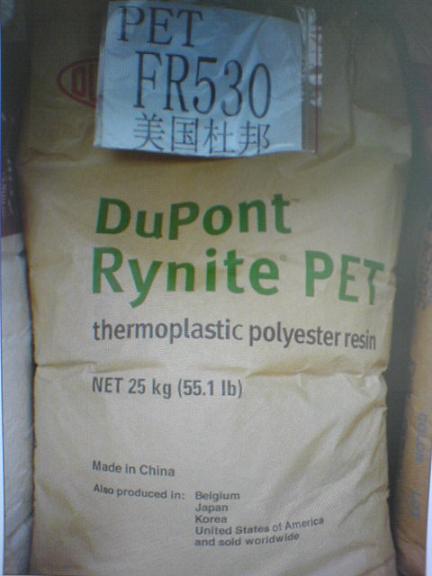 PET
FR530
美国杜邦
DuPont™
Rynite® PET
thermoplastic polyester resin
NET 25 kg (55.1 lb)
Made in China
Also produced in: Belgium
Japan
Korea
United States of America
and sold worldwide